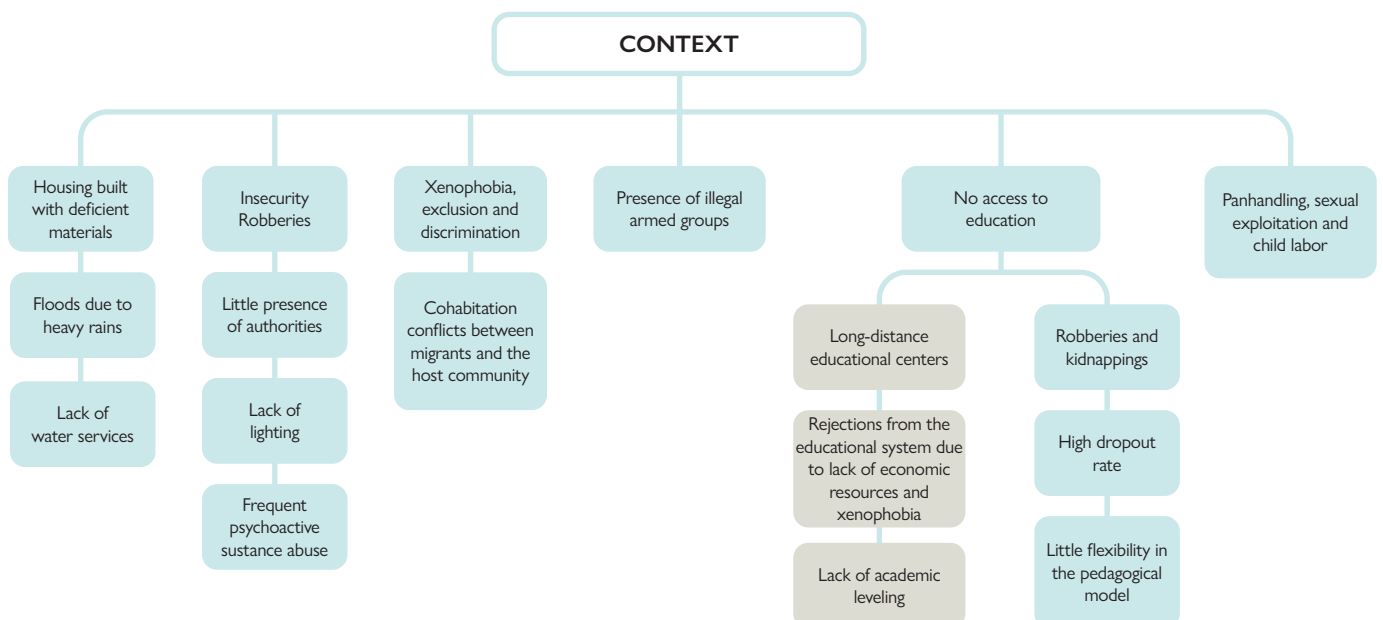 CONTEXT
Housing built
with deficient
materials
Floods due to
heavy rains
Lack of
water services
Insecurity
Robberies
Little presence
of authorities
Lack of
lighting
Frequent
psychoactive
sustance abuse
Xenophobia,
exclusion and
discrimination
Cohabitation
conflicts between
migrants and the
host community
Presence of illegal
armed groups
No access to
education
Long-distance
educational centers
Rejections from the
educational system due
to lack of economic
resources and
xenophobia
Lack of academic
leveling
Robberies and
kidnappings
High dropout
rate
Little flexibility in
the pedagogical
model
Panhandling, sexual
exploitation and
child labor